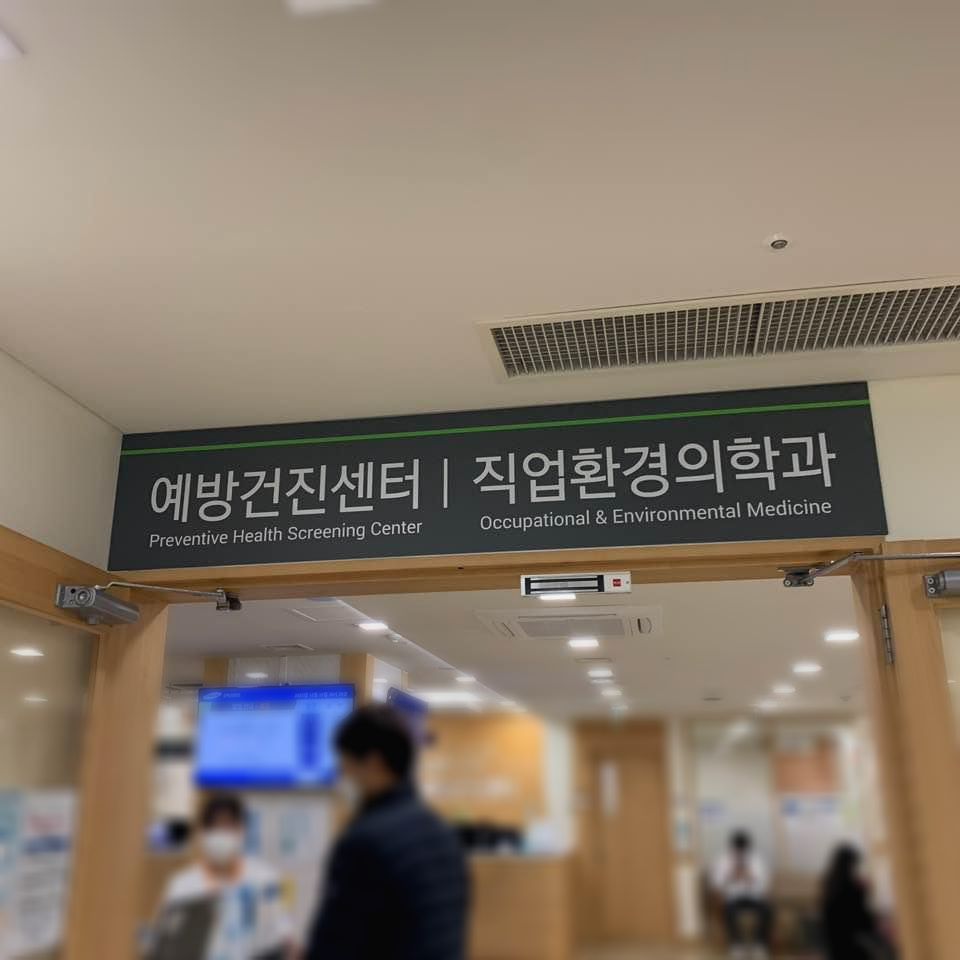 예방건진센터 | 직업환경의학과
Preventive Health Screening Center Occupational & Environmental Medicine